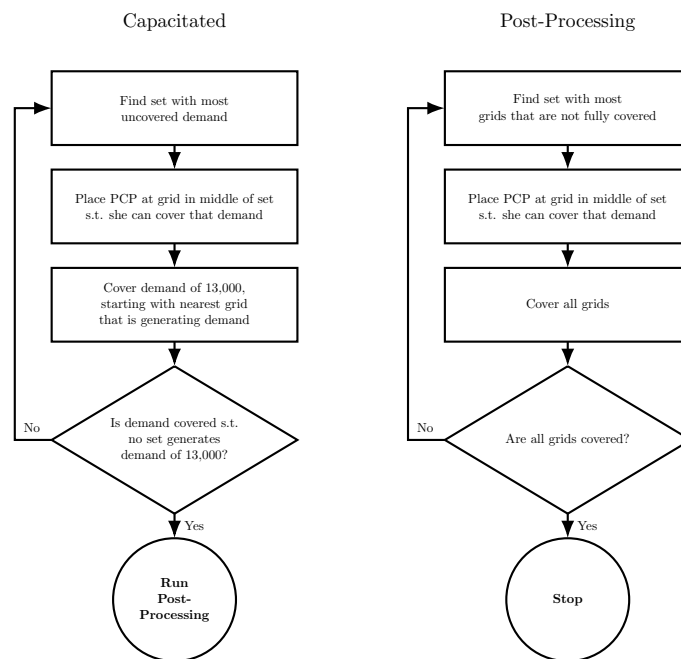 Capacitated
Find set with most
uncovered demand
Place PCP at grid in middle of set
s.t. she can cover that demand
Cover demand of 13,000,
starting with nearest grid
that is generating demand
Is demand covered s.t.
no set generates
demand of 13,000?
No
Yes
Run
Post-
Processing
Post-Processing
Find set with most
grids that are not fully covered
Place PCP at grid in middle of set
s.t. she can cover that demand
Cover all grids
Are all grids covered?
No
Yes
Stop